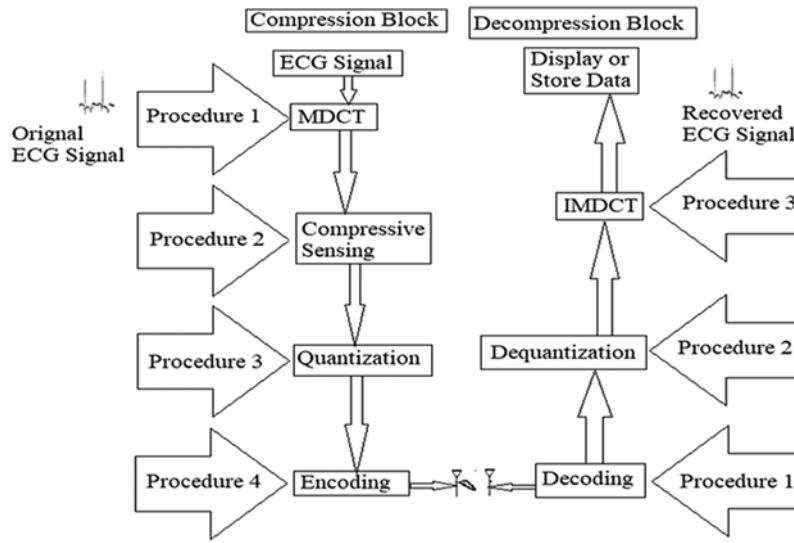 Compression Block
Decompression Block
ECG Signal
Display or
Store Data
Procedure 1
MDCT
Orignal
ECG Signal
Recovered
ECG Signal
Procedure 2
Compressive
Sensing
IMDCT
Procedure 3
Procedure 3
Quantization
Dequantization
Procedure 2
Procedure 4
Encoding
Decoding
Procedure 1